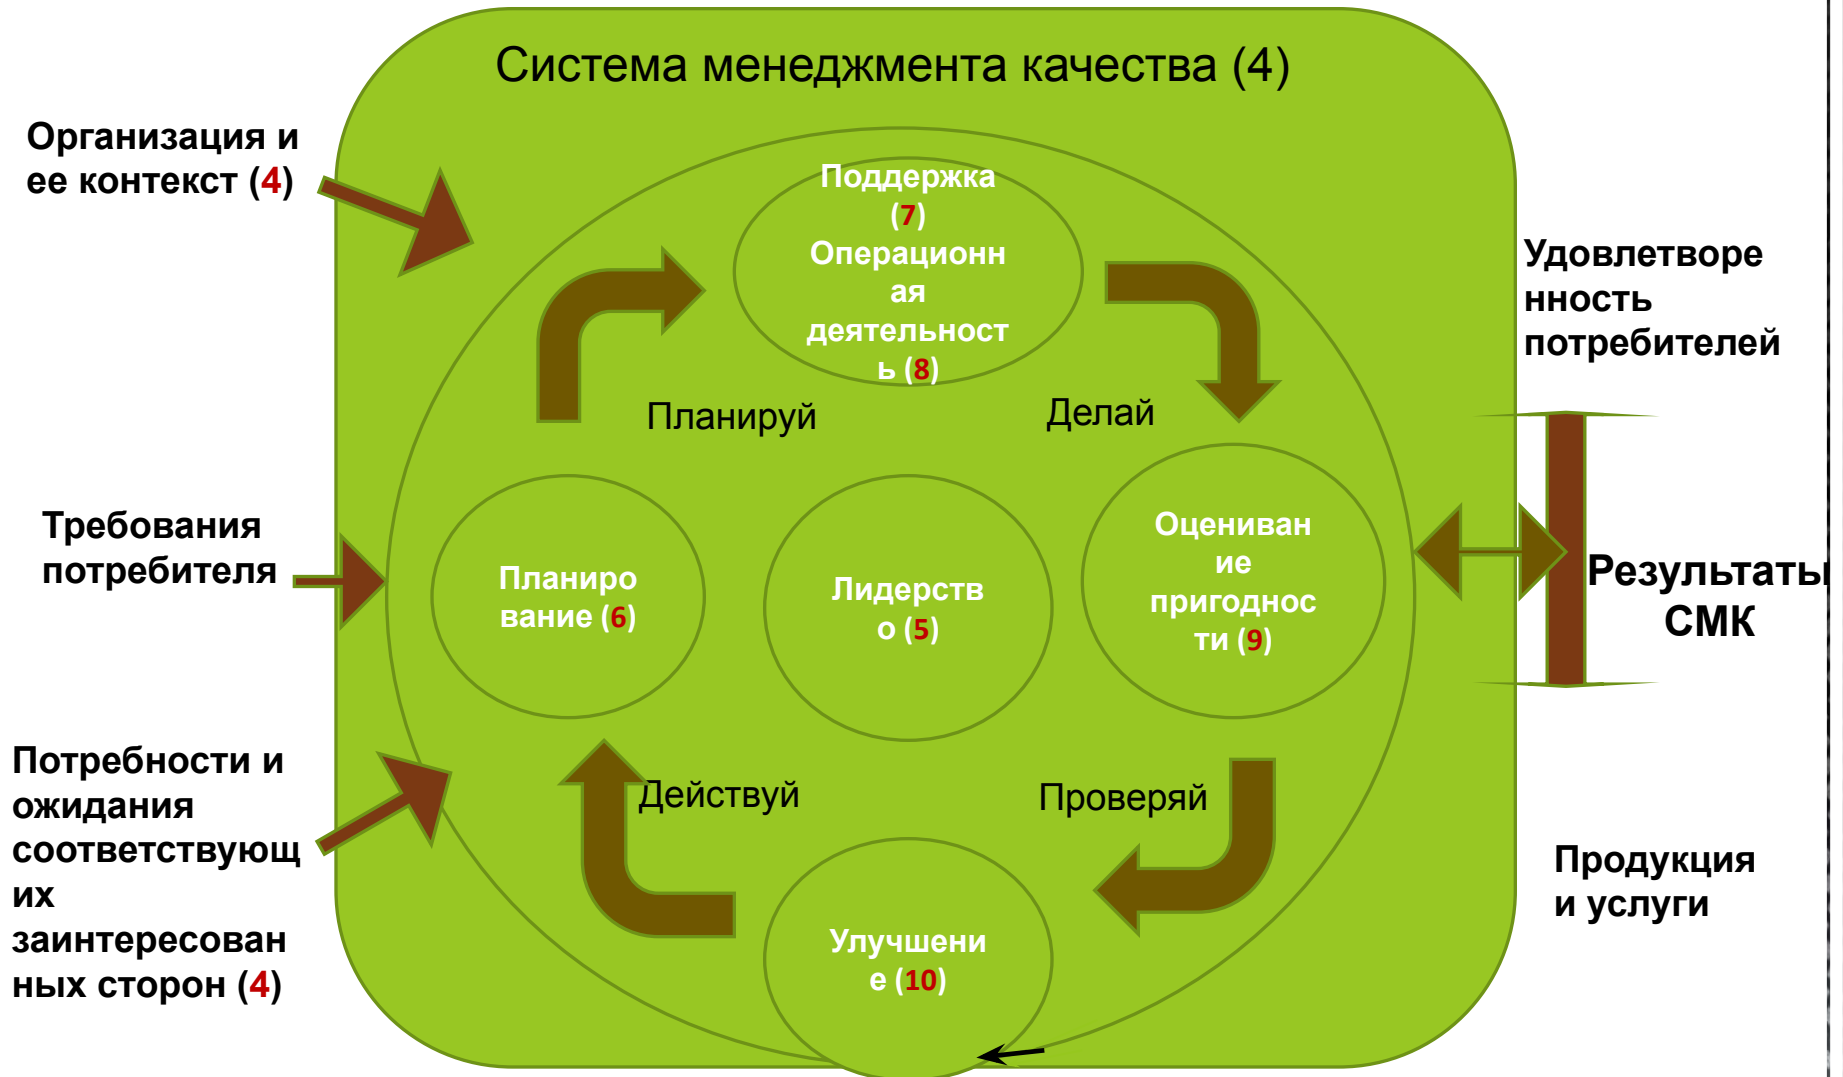 Система менеджмента качества (4)
Организация и
ее контекст (4)
Требования
потребителя
Потребности и
ожидания
соответствующ
их
заинтересован
ных сторон (4)
Поддержка
(7)
Операционн
ая
деятельност
ь (8)
Планируй
Делай
Планиро
вание (6)
Лидерств
о (5)
Оцениван
ие
пригоднос
ти (9)
Действуй
Проверяй
Улучшени
е (10)
Удовлетворе
нность
потребителей
Результаты
СМК
Продукция
и услуги